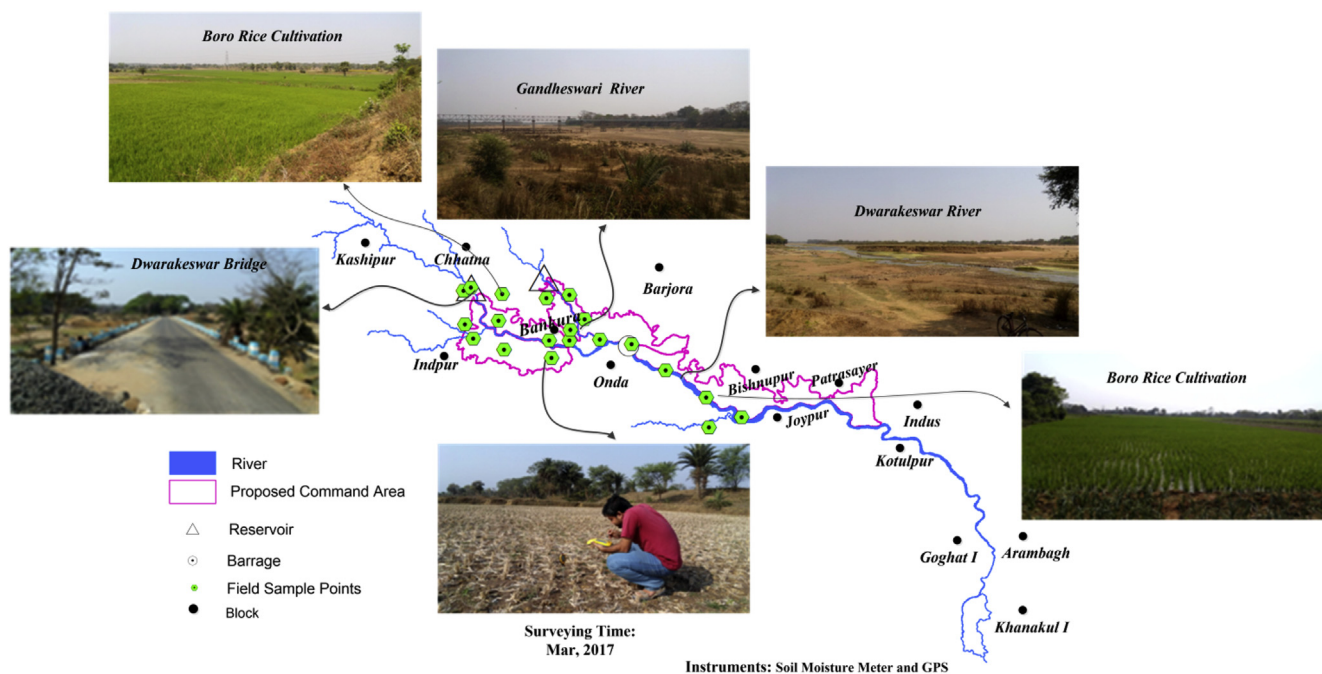 Boro Rice Cultivation
Gandheswari River
Dwarakeswar River
Dwarakeswar Bridge
Kashipur
Chhatna
Barjora
Bankura
Indpur
Onda
Bishnupur
Patrasayer
Boro Rice Cultivation
Joypur
Indus
Kotulpur
River
Proposed Command Area
Reservoir
Barrage
Field Sample Points
Block
Goghat I
Arambagh
Khanakul I
Surveying Time:
Mar, 2017
Instruments: Soil Moisture Meter and GPS